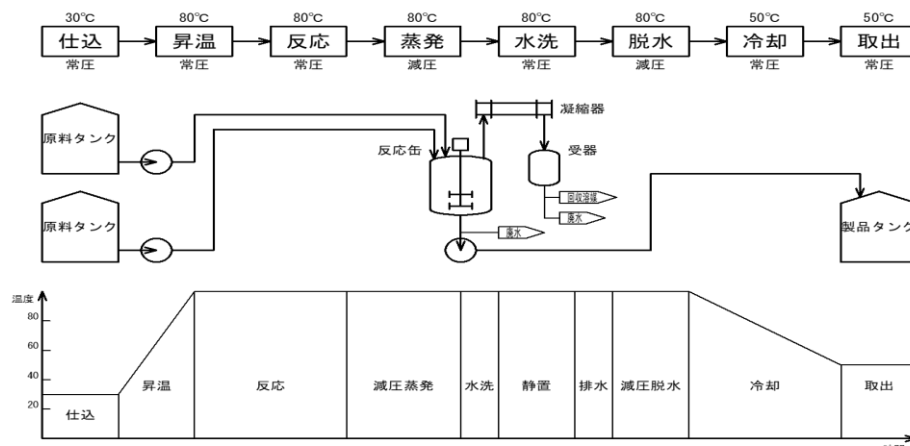 30℃ 80℃ 80℃ 80℃ 80℃ 80℃ 50℃ 50℃
仕込 昇温 反応 蒸発 水洗 脱水 冷却 取出
常圧 常圧 常圧 減圧 常圧 減圧 常圧 常圧
原料タンク
反応缶
凝縮器
受器
回収溶媒
廃水
原料タンク
廃水
製品タンク
温度
80
60
40
20
仕込 昇温 反応 減圧蒸発 水洗 静置 排水 減圧脱水 冷却 取出